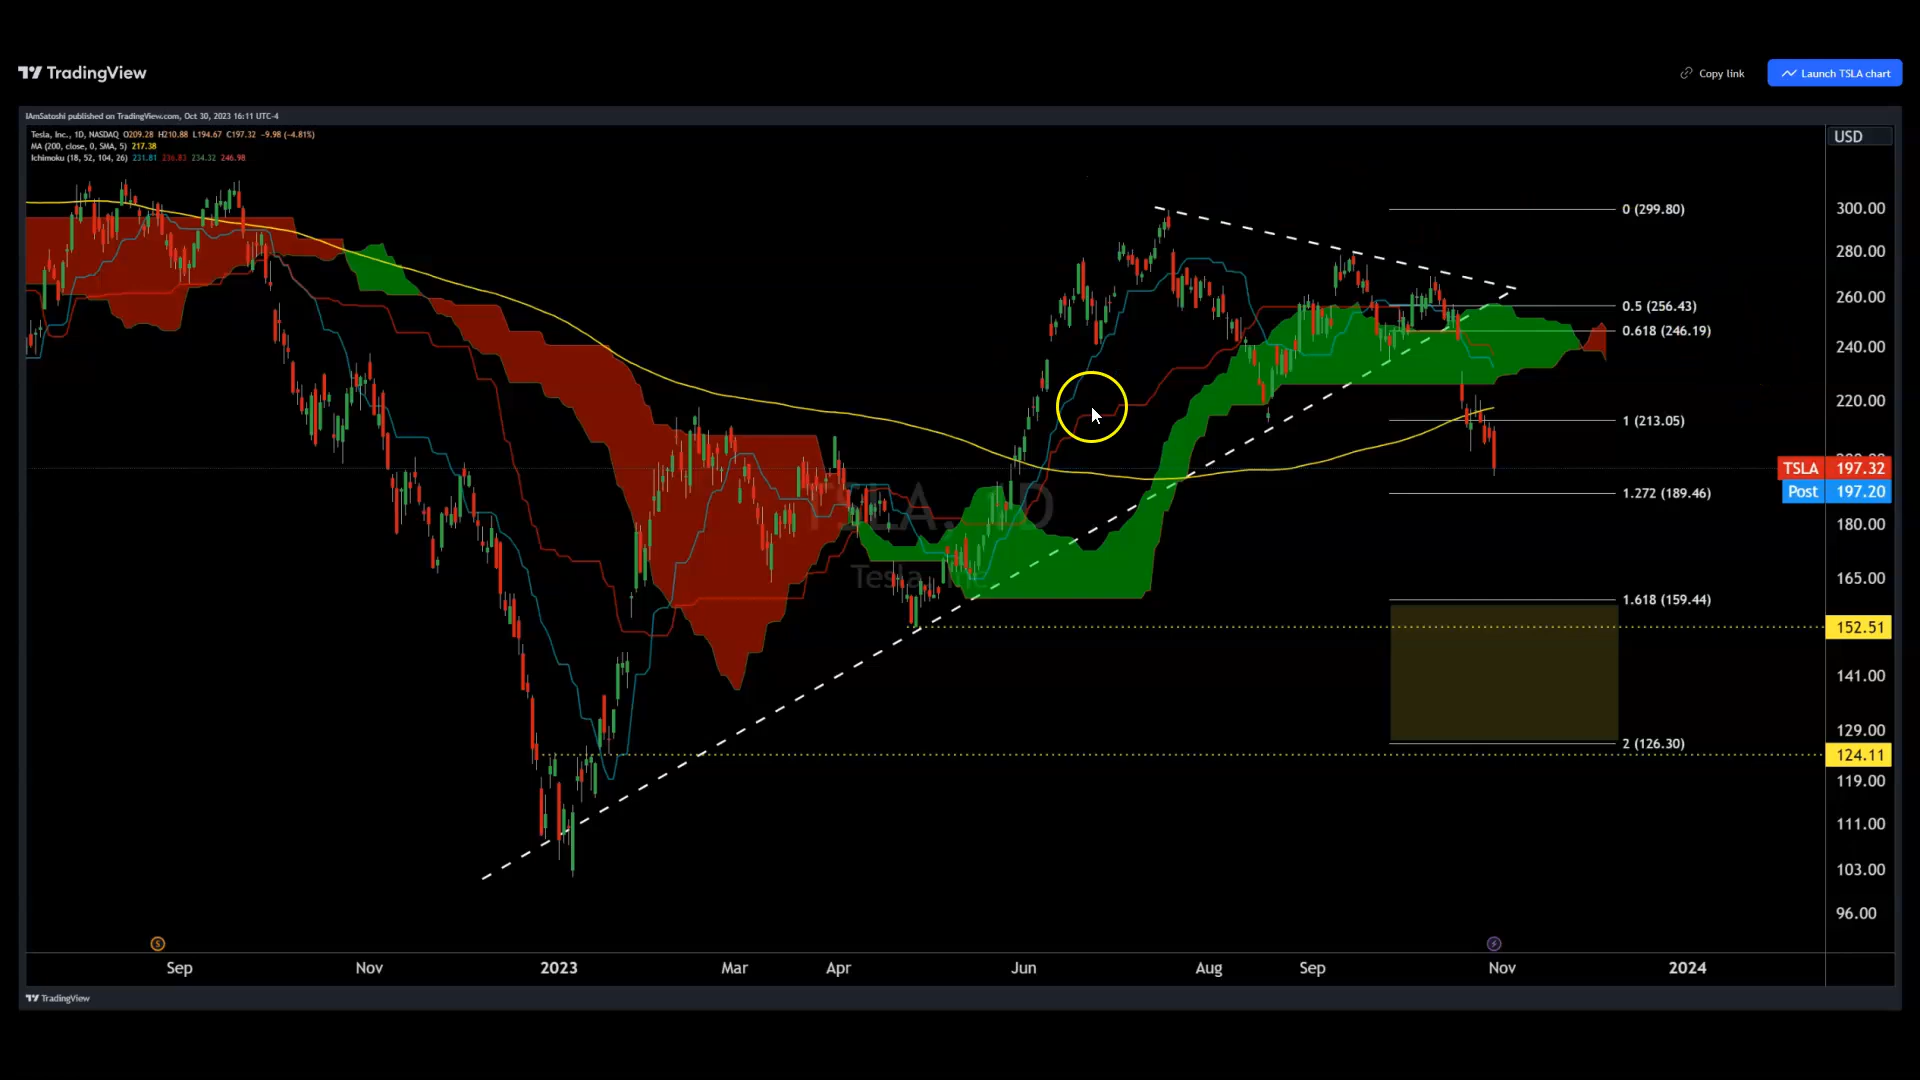 TradingView
Copy link
Launch TSLA chart
IAmSatoshi published on TradingView.com, Oct 30, 2023 16:11 UTC-4
Tesla, Inc., 1D, NASDAQ O209.28 H210.88 L194.67 C197.32 −9.98 (−4.81%)
MA (200, close, 0, SMA, 5) 217.38
Ichimoku (18, 52, 104, 26) 231.81 236.83 234.32 246.98
USD
300.00
280.00
260.00
240.00
220.00
TSLA 197.32
Post 197.20
180.00
165.00
152.51
141.00
129.00
124.11
119.00
111.00
103.00
96.00
0 (299.80)
0.5 (256.43)
0.618 (246.19)
1 (213.05)
1.272 (189.46)
1.618 (159.44)
2 (126.30)
TSLA, 1D
Tesla, Inc
Sep Nov 2023 Mar Apr Jun Aug Sep Nov 2024
TradingView